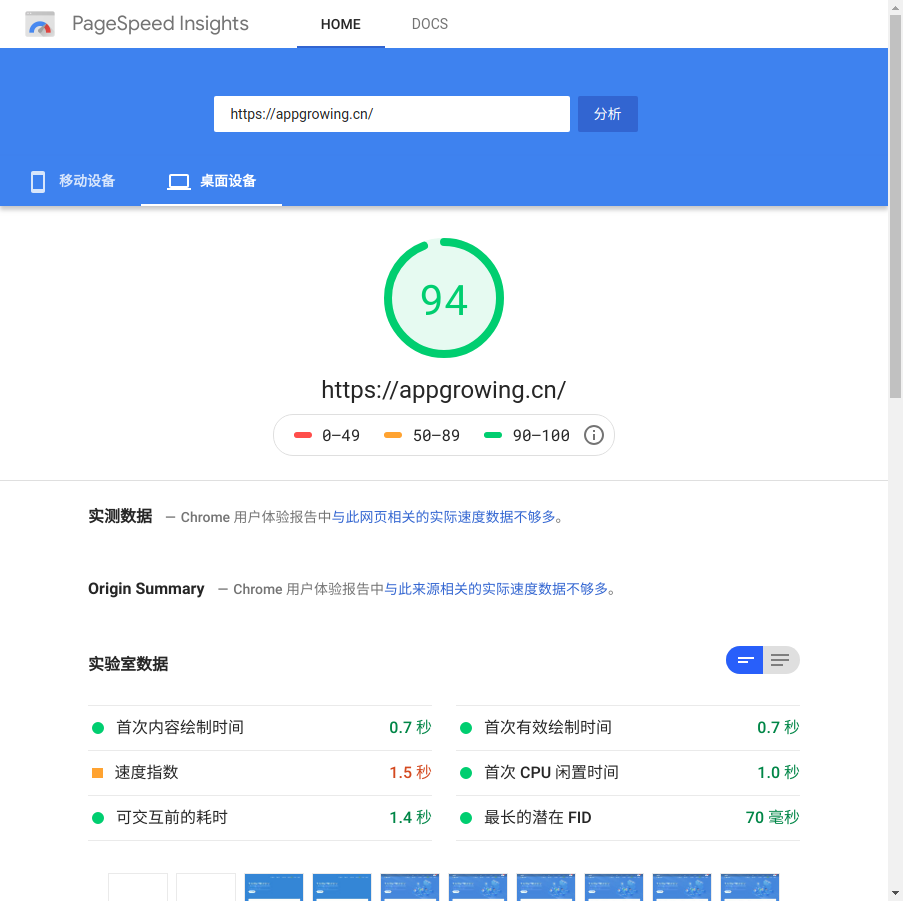 PageSpeed Insights
HOME
DOCS
https://appgrowing.cn/
分析
移动设备
桌面设备
94
https://appgrowing.cn/
0–49
50–89
90–100
实测数据 — Chrome 用户体验报告中与此网页相关的实际速度数据不够多。
Origin Summary — Chrome 用户体验报告中与此来源相关的实际速度数据不够多。
实验室数据
首次内容绘制时间 0.7 秒
首次有效绘制时间 0.7 秒
速度指数 1.5 秒
首次 CPU 闲置时间 1.0 秒
可交互前的耗时 1.4 秒
最长的潜在 FID 70 毫秒